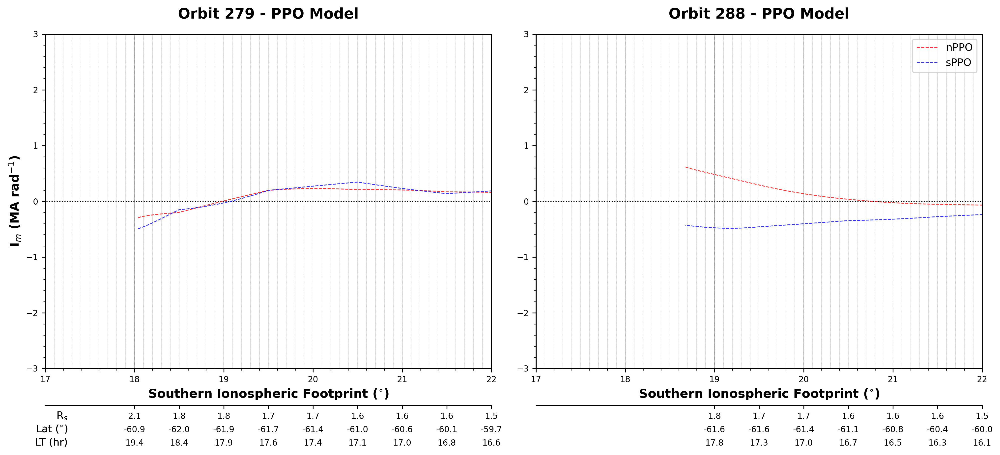 Orbit 279 - PPO Model
3
2
1
0
−1
−2
−3
I_m (MA rad⁻¹)
17 18 19 20 21 22
Southern Ionospheric Footprint (°)
R_s 2.1 1.8 1.8 1.7 1.7 1.6 1.6 1.6 1.5
Lat (°) -60.9 -62.0 -61.9 -61.7 -61.4 -61.0 -60.6 -60.1 -59.7
LT (hr) 19.4 18.4 17.9 17.6 17.4 17.1 17.0 16.8 16.6
Orbit 288 - PPO Model
nPPO
sPPO
3
2
1
0
−1
−2
−3
17 18 19 20 21 22
Southern Ionospheric Footprint (°)
1.8 1.7 1.7 1.6 1.6 1.6 1.5
-61.6 -61.6 -61.4 -61.1 -60.8 -60.4 -60.0
17.8 17.3 17.0 16.7 16.5 16.3 16.1